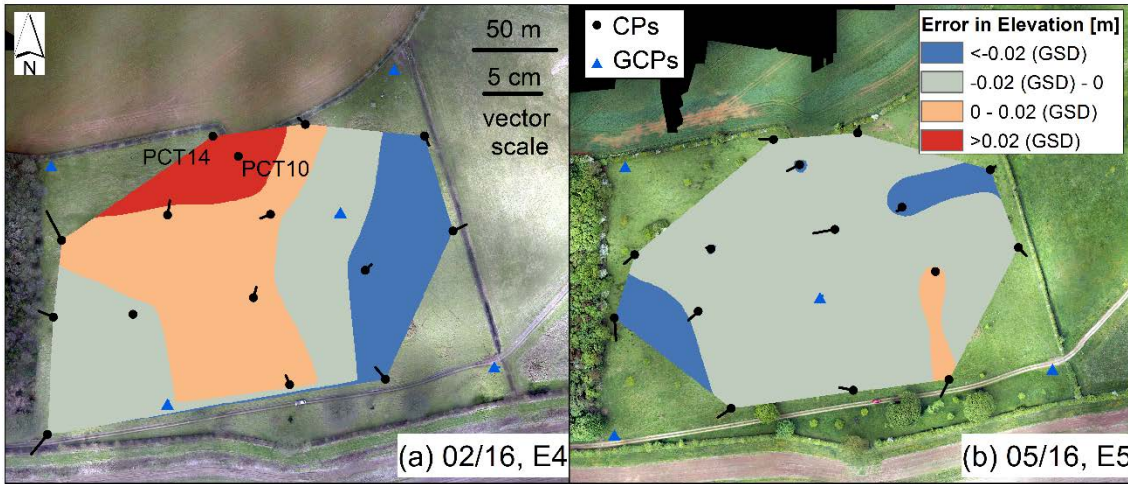 N
50 m
5 cm
vector
scale
PCT14
PCT10
(a) 02/16, E4
CPs
GCPs
Error in Elevation [m]
<-0.02 (GSD)
-0.02 (GSD) - 0
0 - 0.02 (GSD)
>0.02 (GSD)
(b) 05/16, E5